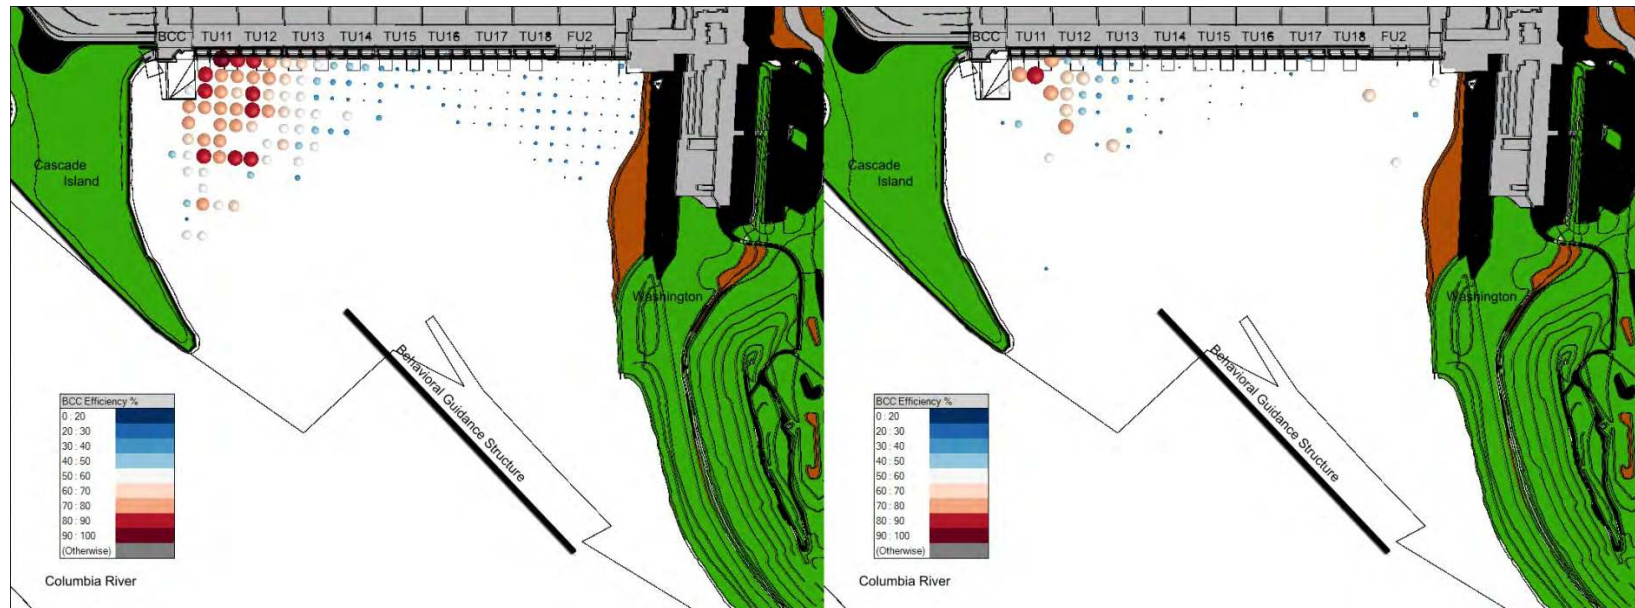 BCC TU11 TU12 TU13 TU14 TU15 TU16 TU17 TU18 FU2
Cascade
Island
Washington
Behavioral Guidance Structure
BCC Efficiency %
0 : 20
20 : 30
30 : 40
40 : 50
50 : 60
60 : 70
70 : 80
80 : 90
90 : 100
(Otherwise)
Columbia River
BCC TU11 TU12 TU13 TU14 TU15 TU16 TU17 TU18 FU2
Cascade
Island
Washington
Behavioral Guidance Structure
BCC Efficiency %
0 : 20
20 : 30
30 : 40
40 : 50
50 : 60
60 : 70
70 : 80
80 : 90
90 : 100
(Otherwise)
Columbia River